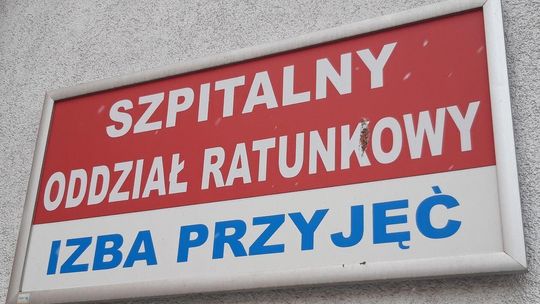 SZPITALNY
ODDZIAŁ RATUNKOWY
IZBA PRZYJĘĆ